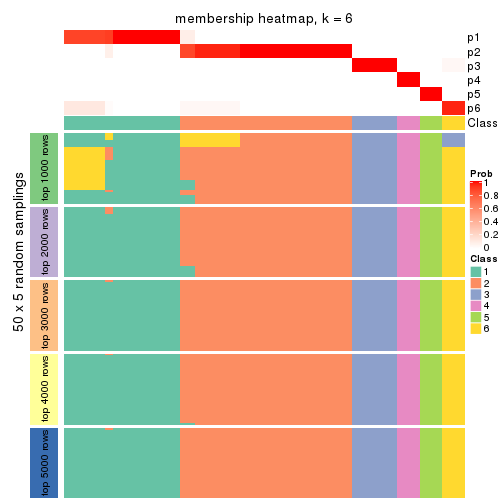 membership heatmap, k = 6
p1
p2
p3
p4
p5
p6
Class
50 x 5 random samplings
top 1000 rows
top 2000 rows
top 3000 rows
top 4000 rows
top 5000 rows
Prob
1
0.8
0.6
0.4
0.2
0
Class
1
2
3
4
5
6